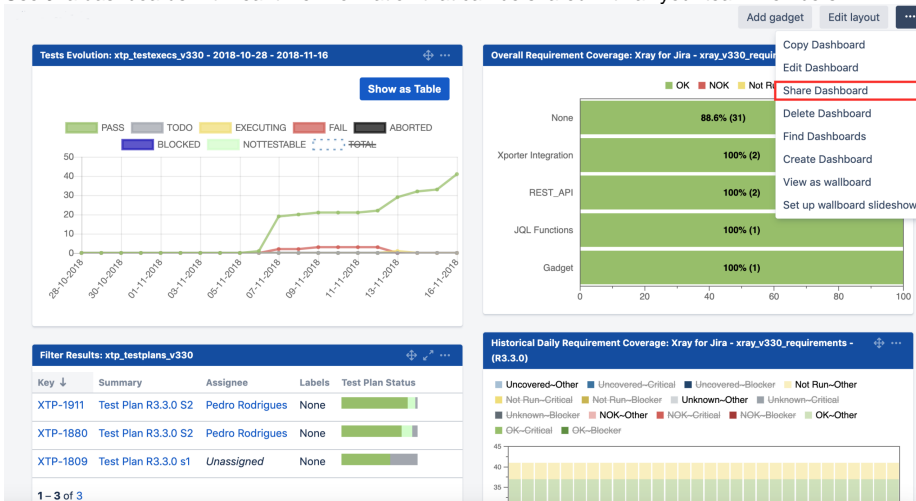 Add gadget Edit layout ...
Tests Evolution: xtp_testexecs_v330 - 2018-10-28 - 2018-11-16
Show as Table
PASS TODO EXECUTING FAIL ABORTED
BLOCKED NOTTESTABLE TOTAL
50
40
30
20
10
0
28-10-2018 30-10-2018 01-11-2018 03-11-2018 05-11-2018 07-11-2018 09-11-2018 11-11-2018 13-11-2018 16-11-2018
Overall Requirement Coverage: Xray for Jira - xray_v330_requir
OK NOK Not Ru
None 88.6% (31)
Xporter Integration 100% (2)
REST_API 100% (2)
JQL Functions 100% (1)
Gadget 100% (1)
0 20 40 60 80 100
Copy Dashboard
Edit Dashboard
Share Dashboard
Delete Dashboard
Find Dashboards
Create Dashboard
View as wallboard
Set up wallboard slideshow
Filter Results: xtp_testplans_v330
Key ↓ Summary Assignee Labels Test Plan Status
XTP-1911 Test Plan R3.3.0 S2 Pedro Rodrigues None
XTP-1880 Test Plan R3.3.0 S2 Pedro Rodrigues None
XTP-1809 Test Plan R3.3.0 s1 Unassigned None
1 – 3 of 3
Historical Daily Requirement Coverage: Xray for Jira - xray_v330_requirements -
(R3.3.0)
Uncovered~Other Uncovered~Critical Uncovered~Blocker Not Run~Other
Not Run~Critical Not Run~Blocker Unknown~Other Unknown~Critical
Unknown~Blocker NOK~Other NOK~Critical NOK~Blocker OK~Other
OK~Critical OK~Blocker
45
40
35